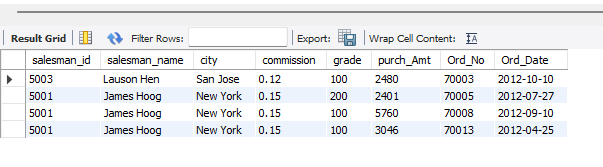 Result Grid Filter Rows: Export: Wrap Cell Content:
salesman_id salesman_name city commission grade purch_Amt Ord_No Ord_Date
5003 Lauson Hen San Jose 0.12 100 2480 70003 2012-10-10
5001 James Hoog New York 0.15 200 2401 70005 2012-07-27
5001 James Hoog New York 0.15 100 5760 70008 2012-09-10
5001 James Hoog New York 0.15 100 3046 70013 2012-04-25